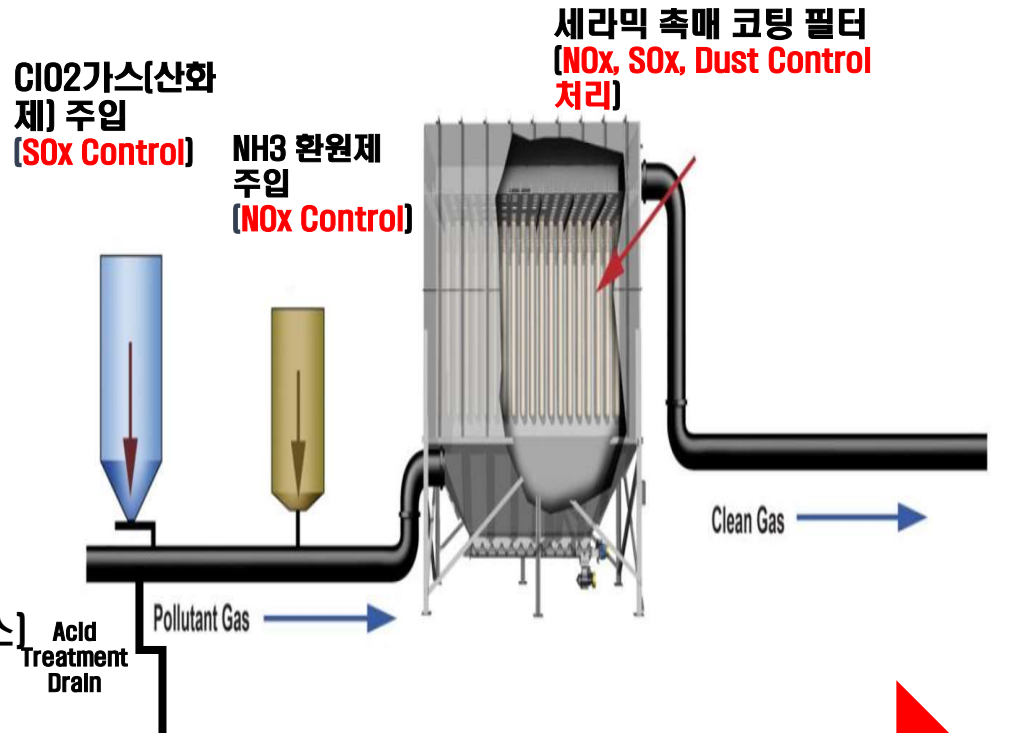 세라믹 촉매 코팅 필터
(NOx, SOx, Dust Control
처리)
ClO2가스(산화
제) 주입
(SOx Control)
NH3 환원제
주입
(NOx Control)
Clean Gas
Pollutant Gas
스)
Acid
Treatment
Drain